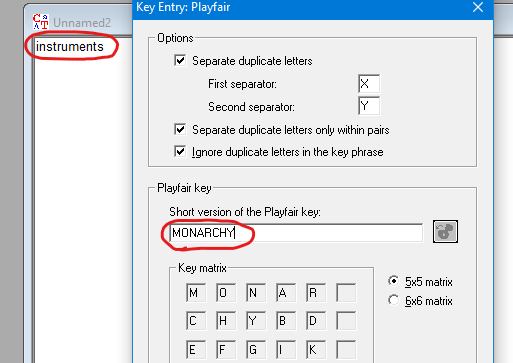 Unnamed2
instruments
Key Entry: Playfair
Options
Separate duplicate letters
First separator: X
Second separator: Y
Separate duplicate letters only within pairs
Ignore duplicate letters in the key phrase
Playfair key
Short version of the Playfair key:
MONARCHY
Key matrix
M O N A R
C H Y B D
E F G I K
5x5 matrix
6x6 matrix